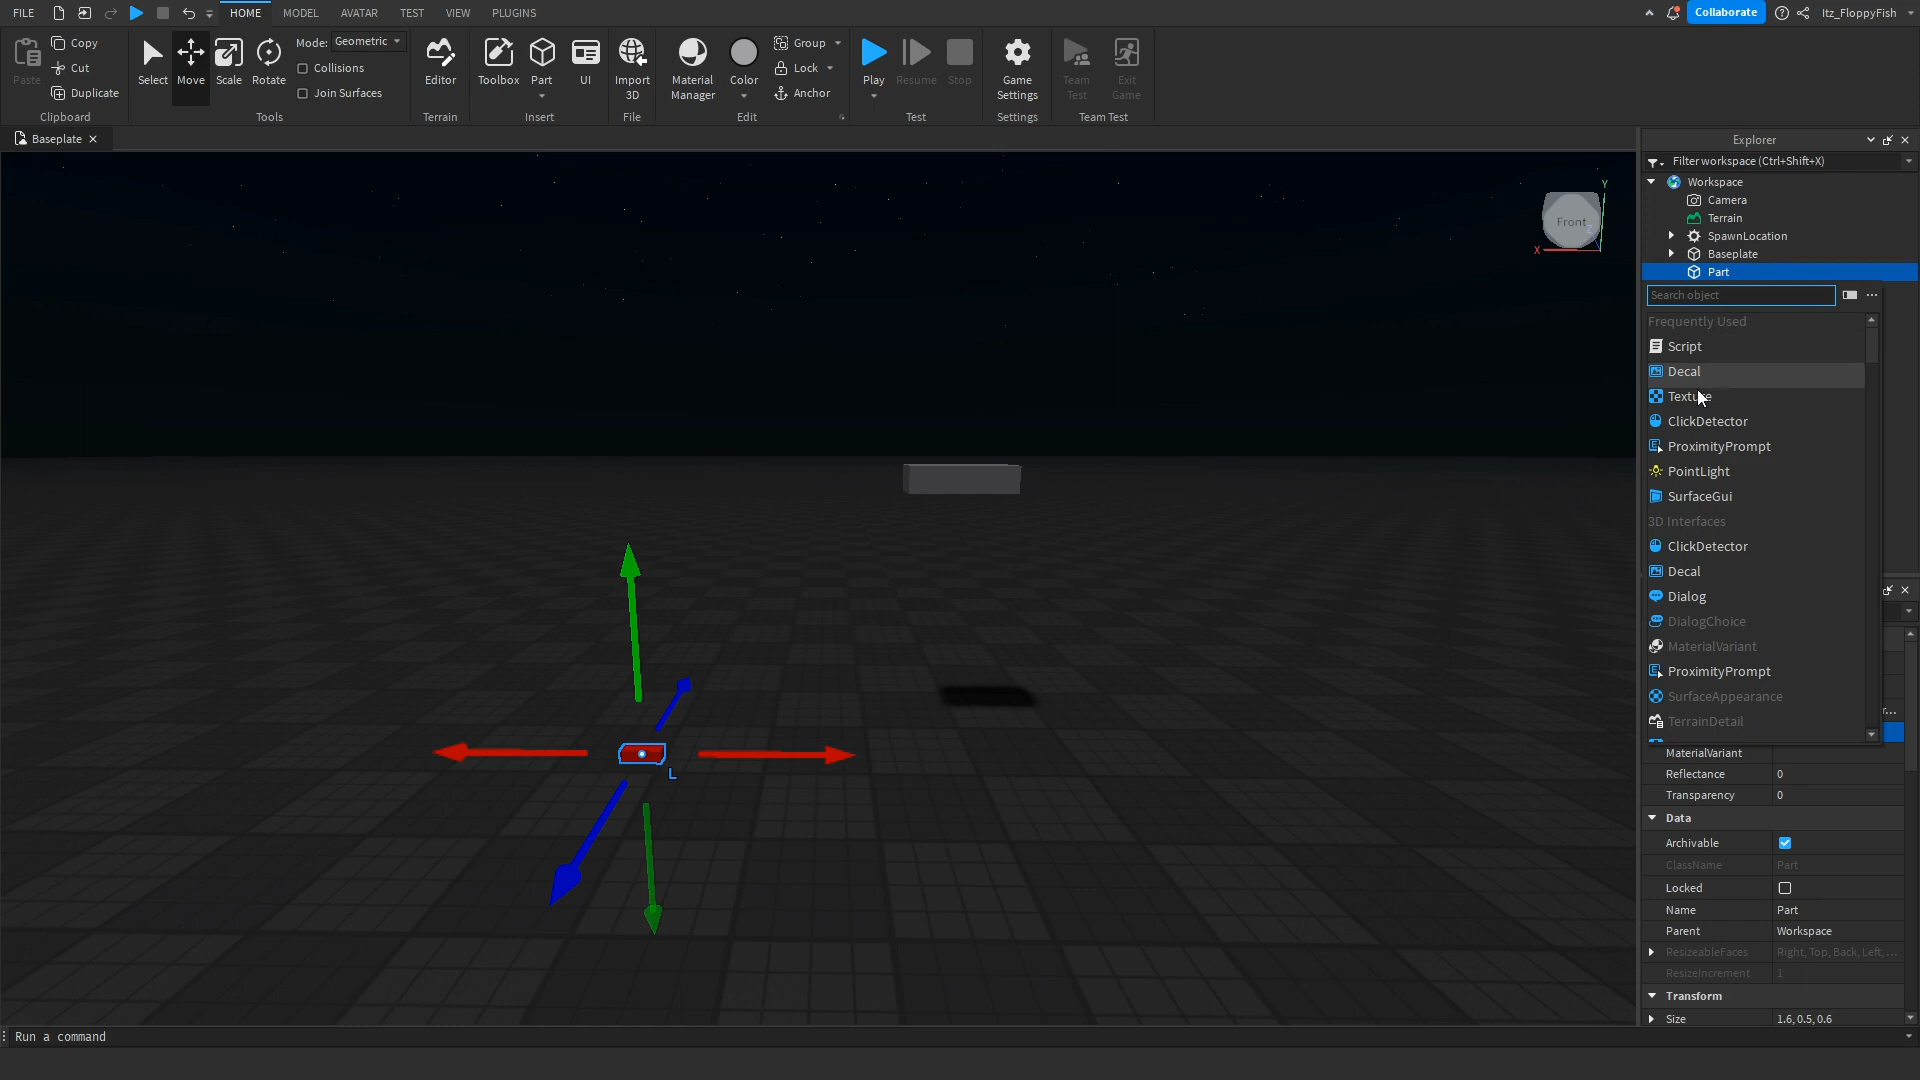 FILE HOME MODEL AVATAR TEST VIEW PLUGINS Collaborate Itz_FloppyFish
Paste Copy Cut Duplicate Clipboard
Select Move Scale Rotate Mode: Geometric Collisions Join Surfaces Tools
Editor Terrain
Toolbox Part UI Insert
Import 3D File
Material Manager Color Group Lock Anchor Edit
Play Resume Stop Test
Game Settings Settings
Team Test Exit Game Team Test
Baseplate
Front
X
Y
Z
L
Explorer
Filter workspace (Ctrl+Shift+X)
Workspace
Camera
Terrain
SpawnLocation
Baseplate
Part
Search object
Frequently Used
Script
Decal
Texture
ClickDetector
ProximityPrompt
PointLight
SurfaceGui
3D Interfaces
ClickDetector
Decal
Dialog
DialogChoice
MaterialVariant
ProximityPrompt
SurfaceAppearance
TerrainDetail
MaterialVariant
Reflectance 0
Transparency 0
Data
Archivable
ClassName Part
Locked
Name Part
Parent Workspace
ResizeableFaces Right, Top, Back, Left, ...
ResizeIncrement 1
Transform
Size 1.6, 0.5, 0.6
Run a command